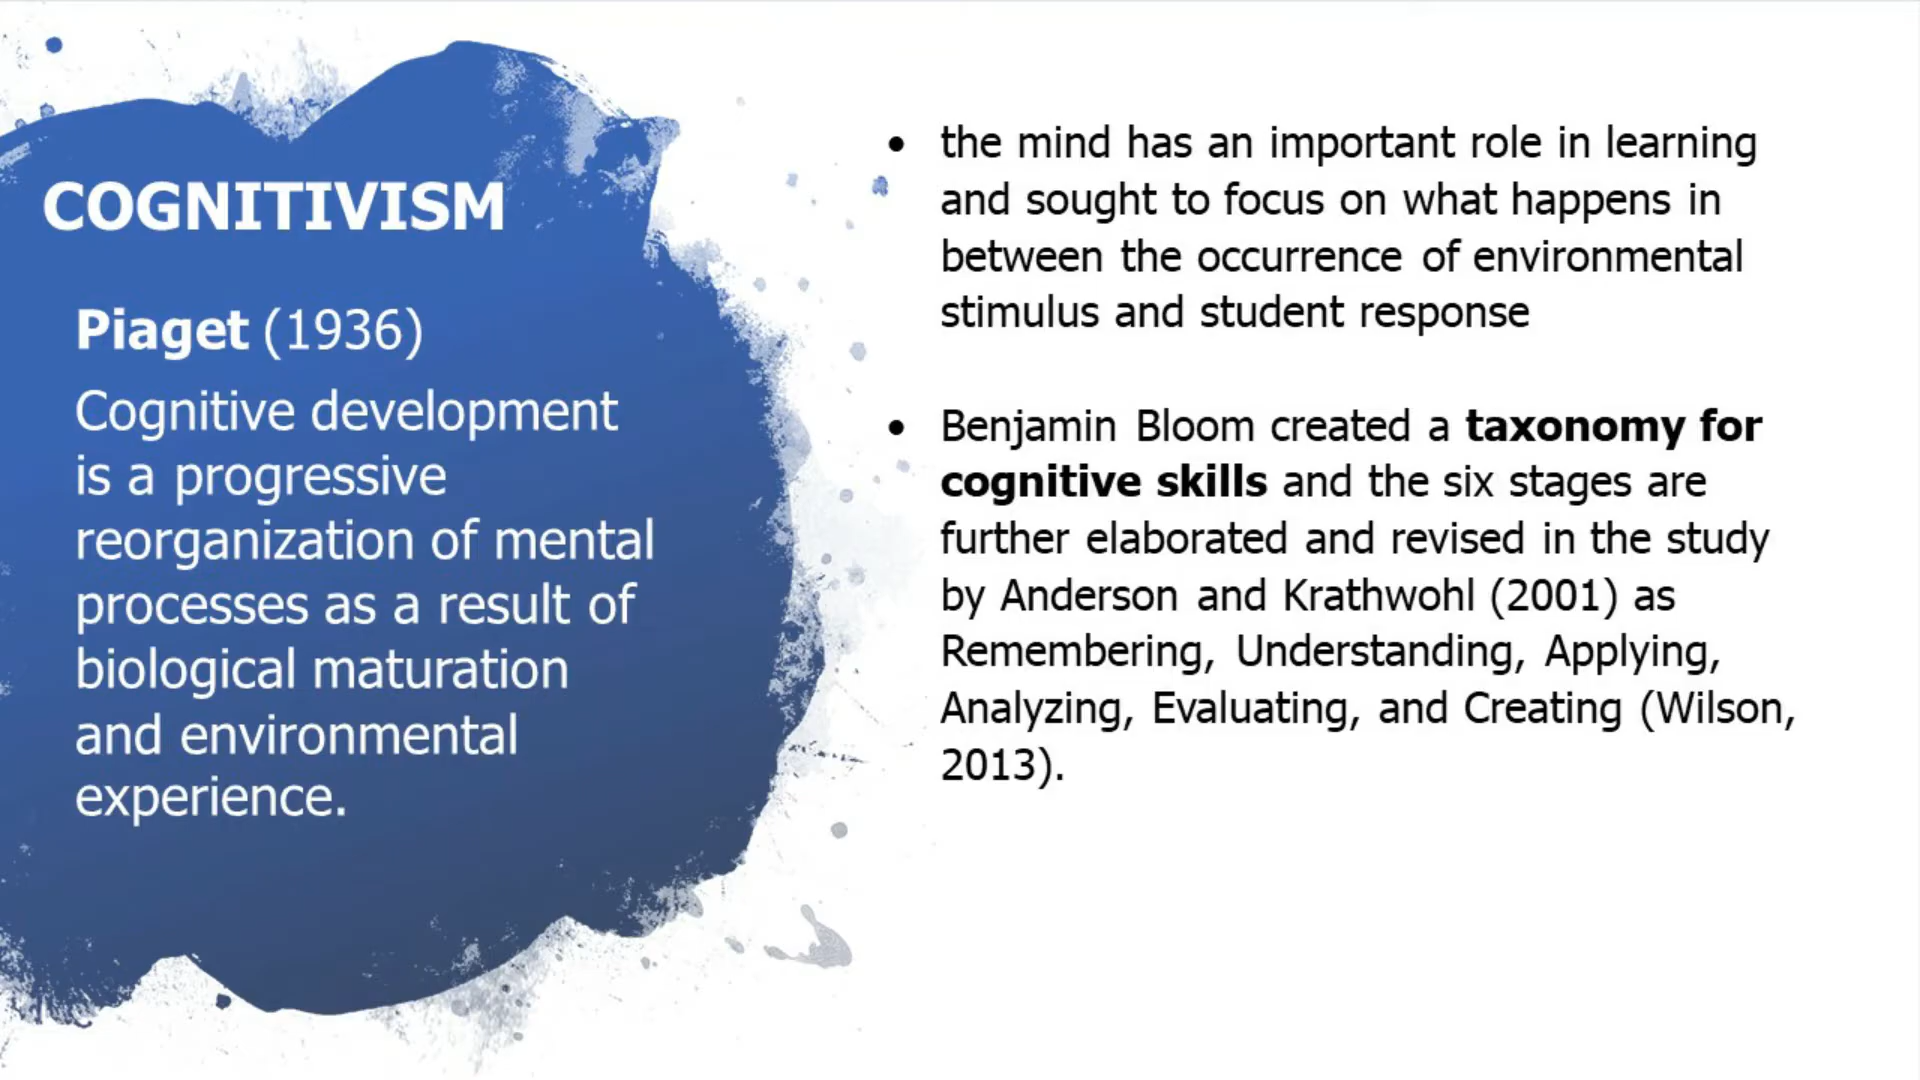 COGNITIVISM
Piaget (1936)
Cognitive development
is a progressive
reorganization of mental
processes as a result of
biological maturation
and environmental
experience.
• the mind has an important role in learning
and sought to focus on what happens in
between the occurrence of environmental
stimulus and student response
• Benjamin Bloom created a taxonomy for
cognitive skills and the six stages are
further elaborated and revised in the study
by Anderson and Krathwohl (2001) as
Remembering, Understanding, Applying,
Analyzing, Evaluating, and Creating (Wilson,
2013).